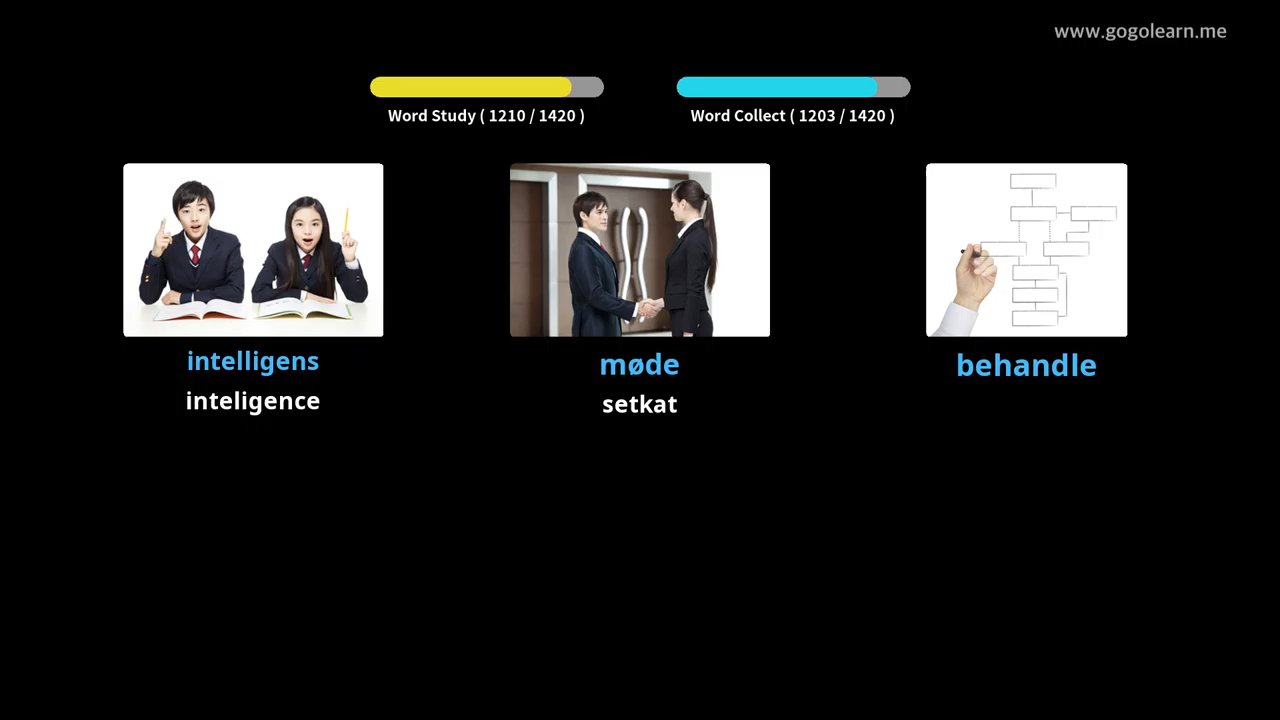 www.gogolearn.me
Word Study ( 1210 / 1420 )
Word Collect ( 1203 / 1420 )
intelligens
inteligence
møde
setkat
behandle